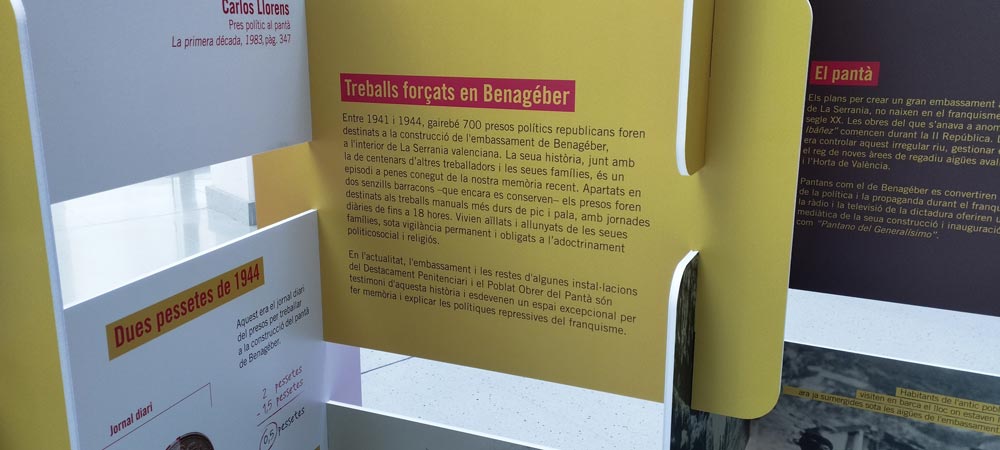 Carlos Llorens
Pres polític al pantà
La primera década, 1983, pàg. 347
Treballs forçats en Benagéber
Entre 1941 i 1944, gairebé 700 presos polítics republicans foren
destinats a la construcció de l'embassament de Benagéber,
a l'interior de La Serrania valenciana. La seua història, junt amb
la de centenars d'altres treballadors i les seues famílies, és un
episodi a penes conegut de la nostra memòria recent. Apartats en
dos senzills barracons –que encara es conserven– els presos foren
destinats als treballs manuals més durs de pic i pala, amb jornades
diàries de fins a 18 hores. Vivien aïllats i allunyats de les seues
famílies, sota vigilància permanent i obligats a l'adoctrinament
politicosocial i religiós.
En l'actualitat, l'embassament i les restes d'algunes instal·lacions
del Destacament Penitenciari i el Poblat Obrer del Pantà són
testimoni d'aquesta història i esdevenen un espai excepcional per
fer memòria i explicar les polítiques repressives del franquisme.
Dues pessetes de 1944
Aquest era el jornal diari
del presos per treballar
a la construcció del pantà
de Benagéber.
Jornal diari
2 pessetes
- 1,5 pessetes
0,5 pessetes
El pantà
Els plans per crear un gran embassament a
de La Serrania, no naixen en el franquisme
segle XX. Les obres del que s'anava a anom
Ibáñez" comencen durant la II República.
era controlar aquest irregular riu, gestionar
el reg de noves àrees de regadiu aigües aval
i l'Horta de València.
Pantans com el de Benagéber es convertiren
de la política i la propaganda durant el franq
la ràdio i la televisió de la dictadura oferiren
mediàtica de la seua construcció i inauguració
com "Pantano del Generalísimo".
Habitants de l'antic pob
visiten en barca el lloc on estaven
ara ja sumergides sota les aigües de l'embassament